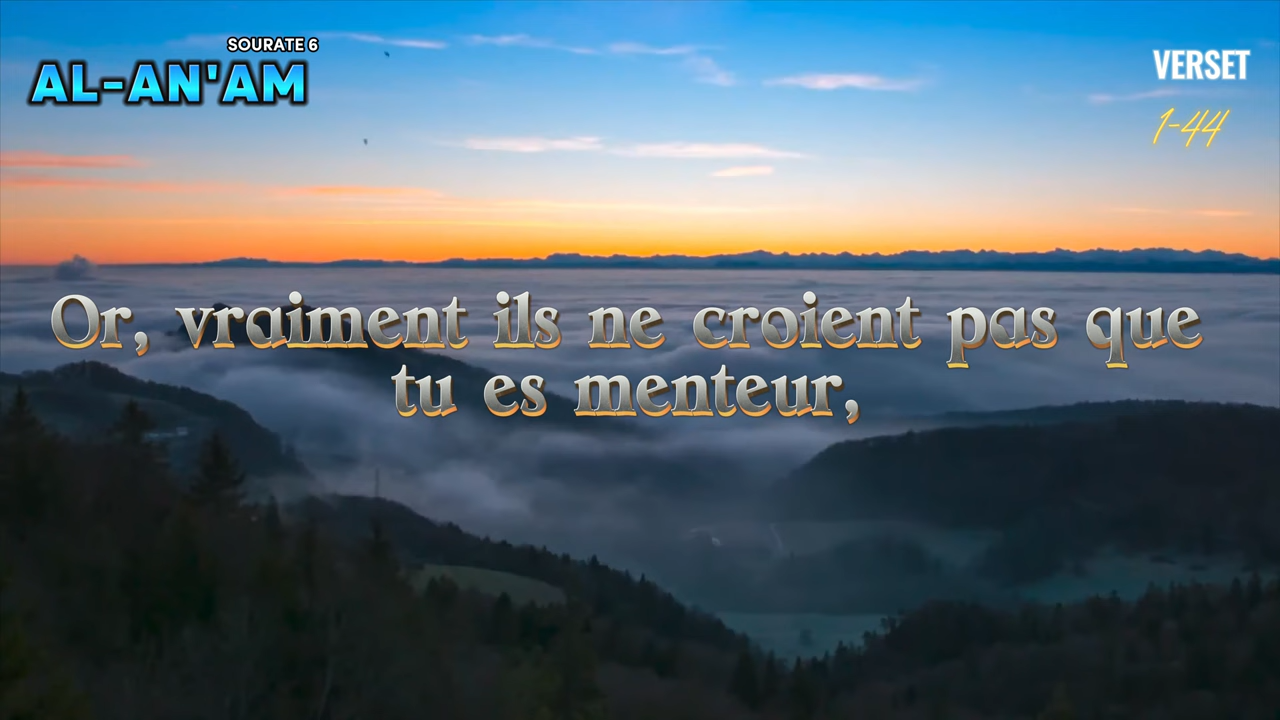 SOURATE 6
AL-AN'AM
VERSET
1-44
Or, vraiment ils ne croient pas que
tu es menteur,